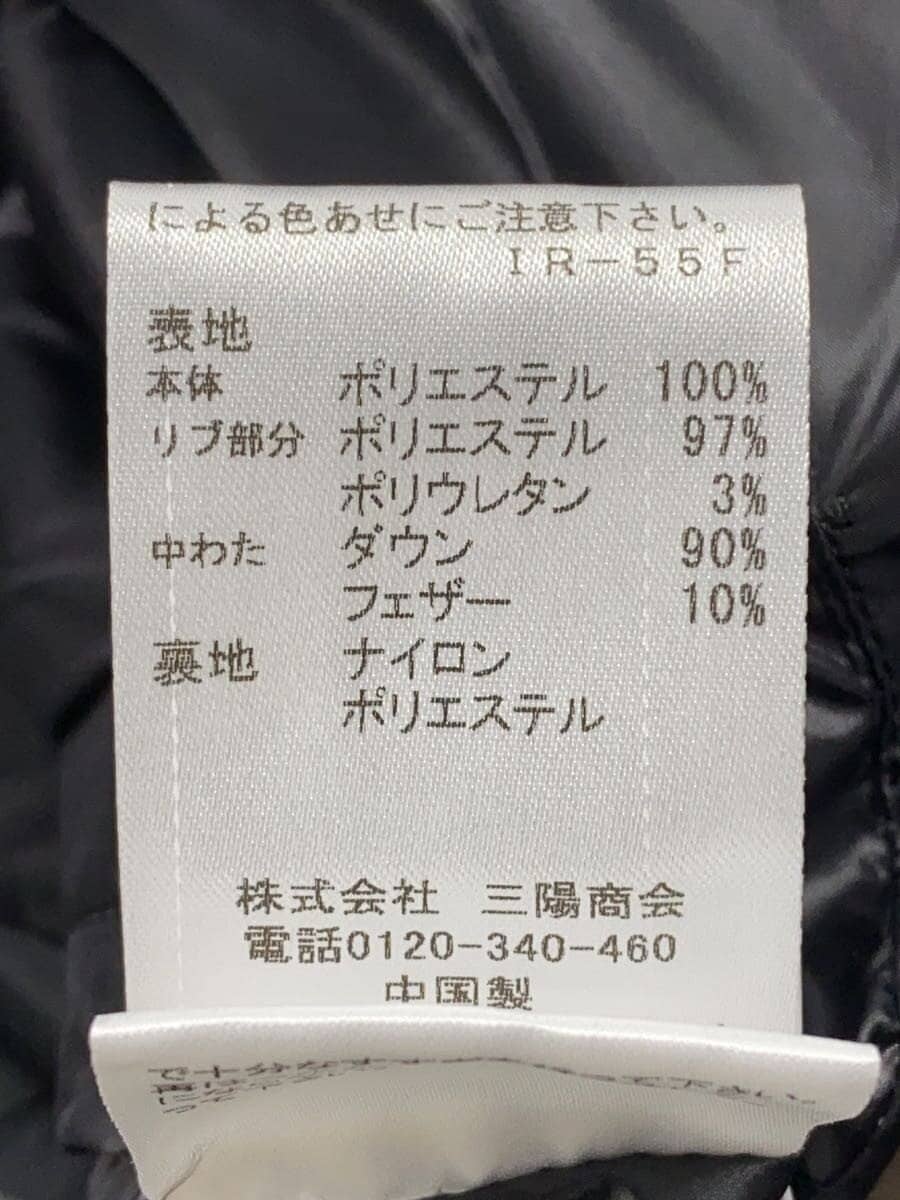 による色あせにご注意下さい。
IR-55F
表地
本体 ポリエステル 100%
リブ部分 ポリエステル 97%
ポリウレタン 3%
中わた ダウン 90%
フェザー 10%
裏地 ナイロン
ポリエステル
株式会社 三陽商会
電話0120-340-460
中国製